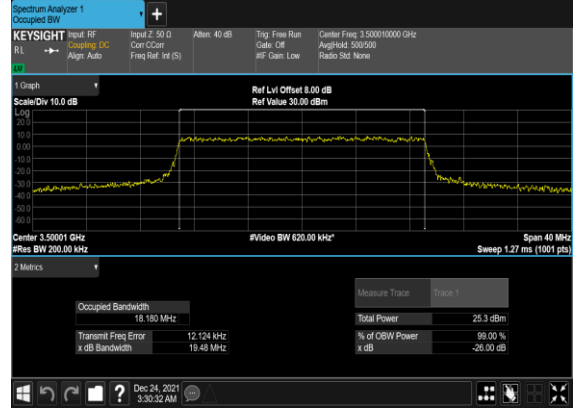 Spectrum Analyzer 1
Occupied BW
+
KEYSIGHT Input: RF Input Z: 50 Ω Atten: 40 dB Trig: Free Run Center Freq: 3.500010000 GHz
RL Coupling: DC Corr CCorr Gate: Off Avg|Hold: 500/500
Align: Auto Freq Ref: Int (S) #IF Gain: Low Radio Std: None
1 Graph
Ref Lvl Offset 8.00 dB
Scale/Div 10.0 dB Ref Value 30.00 dBm
Log
20.0
10.0
0.00
-10.0
-20.0
-30.0
-40.0
-50.0
-60.0
Center 3.50001 GHz #Video BW 620.00 kHz* Span 40 MHz
#Res BW 200.00 kHz Sweep 1.27 ms (1001 pts)
2 Metrics
Measure Trace Trace 1
Occupied Bandwidth
18.180 MHz Total Power 25.3 dBm
Transmit Freq Error 12.124 kHz % of OBW Power 99.00 %
x dB Bandwidth 19.48 MHz x dB -26.00 dB
? Dec 24, 2021
3:30:32 AM